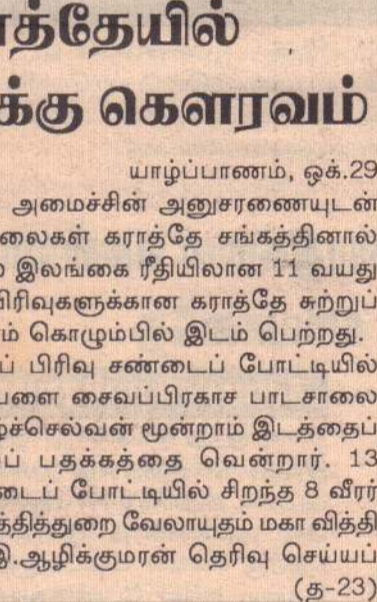 த்தேயில்
க்கு கௌரவம்
யாழ்ப்பாணம், ஒக்.29
அமைச்சின் அனுசரணையுடன்
லைகள் கராத்தே சங்கத்தினால்
இலங்கை ரீதியிலான 11 வயது
பிரிவுகளுக்கான கராத்தே சுற்றுப்
ம் கொழும்பில் இடம் பெற்றது.
ப் பிரிவு சண்டைப் போட்டியில்
பளை சைவப்பிரகாச பாடசாலை
ழ்ச்செல்வன் மூன்றாம் இடத்தைப்
ப் பதக்கத்தை வென்றார். 13
டைப் போட்டியில் சிறந்த 8 வீரர்
த்தித்துறை வேலாயுதம் மகா வித்தி
இ.ஆழிக்குமரன் தெரிவு செய்யப்
(த-23)